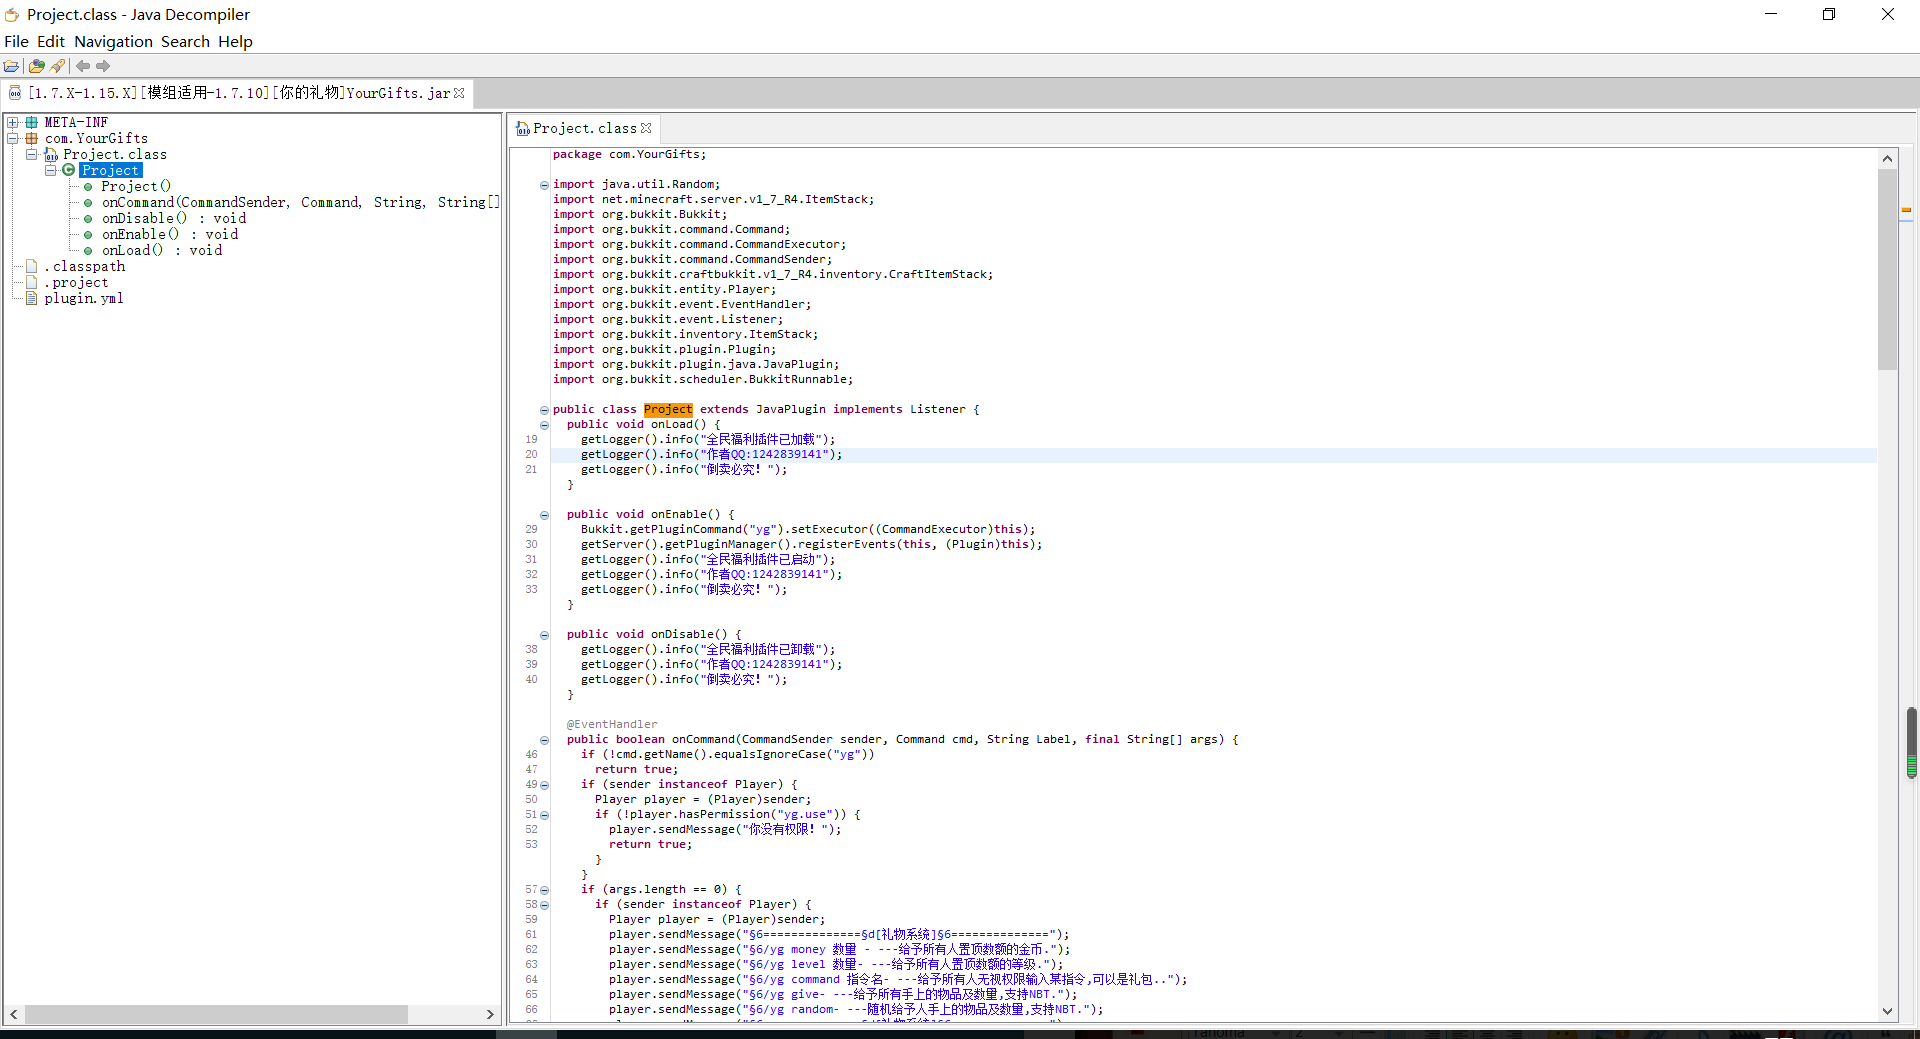 Project.class - Java Decompiler
File Edit Navigation Search Help
[1.7.X-1.15.X][模组适用-1.7.10][你的礼物]YourGifts.jar
META-INF
com.YourGifts
Project.class
Project
Project()
onCommand(CommandSender, Command, String, String[]
onDisable() : void
onEnable() : void
onLoad() : void
.classpath
.project
plugin.yml
Project.class
package com.YourGifts;
import java.util.Random;
import net.minecraft.server.v1_7_R4.ItemStack;
import org.bukkit.Bukkit;
import org.bukkit.command.Command;
import org.bukkit.command.CommandExecutor;
import org.bukkit.command.CommandSender;
import org.bukkit.craftbukkit.v1_7_R4.inventory.CraftItemStack;
import org.bukkit.entity.Player;
import org.bukkit.event.EventHandler;
import org.bukkit.event.Listener;
import org.bukkit.inventory.ItemStack;
import org.bukkit.plugin.Plugin;
import org.bukkit.plugin.java.JavaPlugin;
import org.bukkit.scheduler.BukkitRunnable;
public class Project extends JavaPlugin implements Listener {
public void onLoad() {
19 getLogger().info("全民福利插件已加载");
20 getLogger().info("作者QQ:1242839141");
21 getLogger().info("倒卖必究! ");
}
public void onEnable() {
29 Bukkit.getPluginCommand("yg").setExecutor((CommandExecutor)this);
30 getServer().getPluginManager().registerEvents(this, (Plugin)this);
31 getLogger().info("全民福利插件已启动");
32 getLogger().info("作者QQ:1242839141");
33 getLogger().info("倒卖必究! ");
}
public void onDisable() {
38 getLogger().info("全民福利插件已卸载");
39 getLogger().info("作者QQ:1242839141");
40 getLogger().info("倒卖必究! ");
}
@EventHandler
public boolean onCommand(CommandSender sender, Command cmd, String Label, final String[] args) {
46 if (!cmd.getName().equalsIgnoreCase("yg"))
47 return true;
49 if (sender instanceof Player) {
50 Player player = (Player)sender;
51 if (!player.hasPermission("yg.use")) {
52 player.sendMessage("你没有权限! ");
53 return true;
}
}
57 if (args.length == 0) {
58 if (sender instanceof Player) {
59 Player player = (Player)sender;
61 player.sendMessage("§6==============§d[礼物系统]§6==============");
62 player.sendMessage("§6/yg money 数量 - ---给予所有人置顶数额的金币.");
63 player.sendMessage("§6/yg level 数量- ---给予所有人置顶数额的等级.");
64 player.sendMessage("§6/yg command 指令名- ---给予所有人无视权限输入某指令,可以是礼包..");
65 player.sendMessage("§6/yg give- ---给予所有手上的物品及数量,支持NBT.");
66 player.sendMessage("§6/yg random- ---随机给予人手上的物品及数量,支持NBT.");